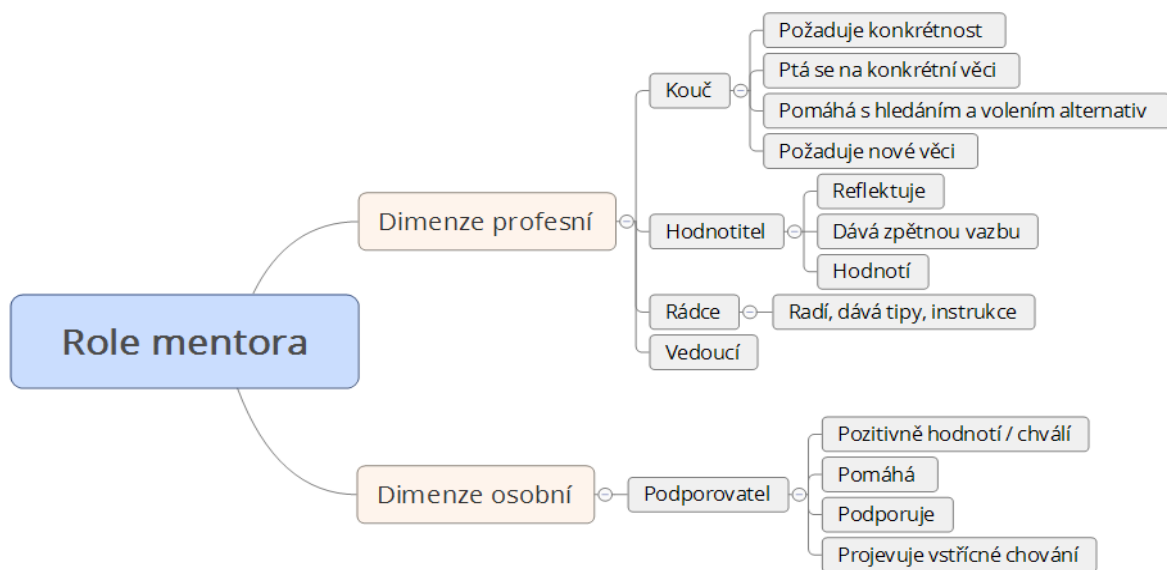 Role mentora
Dimenze profesní
Kouč
Požaduje konkrétnost
Ptá se na konkrétní věci
Pomáhá s hledáním a volením alternativ
Požaduje nové věci
Hodnotitel
Reflektuje
Dává zpětnou vazbu
Hodnotí
Rádce
Radí, dává tipy, instrukce
Vedoucí
Dimenze osobní
Podporovatel
Pozitivně hodnotí / chválí
Pomáhá
Podporuje
Projevuje vstřícné chování